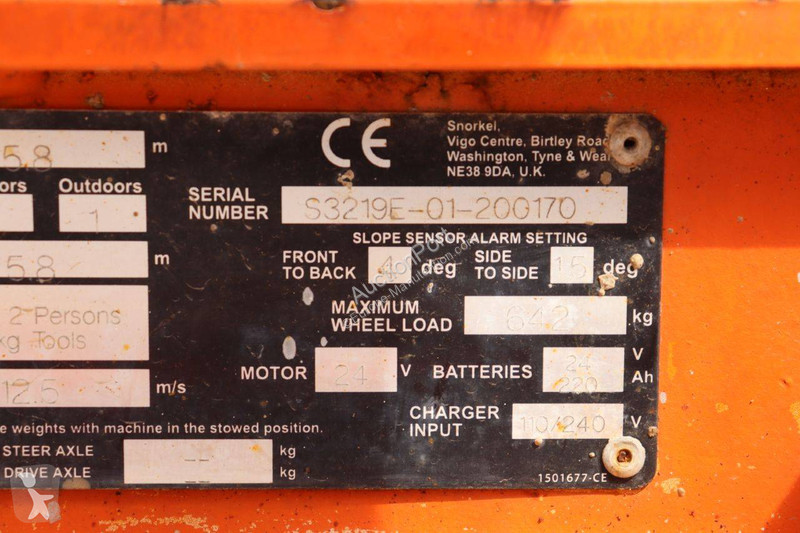 5.8 m
ors Outdoors
1
5.8 m
2 Persons
kg Tools
12.5 m/s
e weights with machine in the stowed position.
STEER AXLE -- kg
DRIVE AXLE kg
CE
Snorkel,
Vigo Centre, Birtley Road
Washington, Tyne & Wear
NE38 9DA, U.K.
SERIAL
NUMBER S3219E-01-200170
SLOPE SENSOR ALARM SETTING
FRONT
TO BACK 4 deg SIDE
TO SIDE 15 deg
MAXIMUM
WHEEL LOAD 642 kg
MOTOR 24 V BATTERIES 24 V
220 Ah
CHARGER
INPUT 110/240 V
1501677-CE
AuctionPort